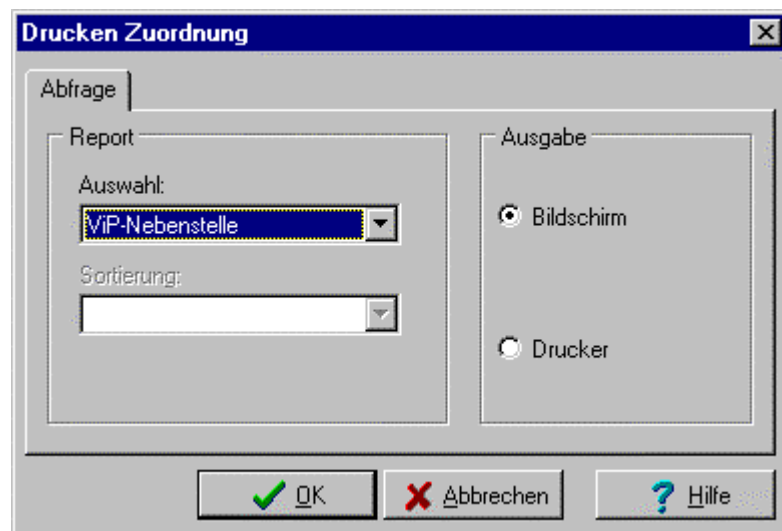 Drucken Zuordnung
Abfrage
Report
Auswahl:
ViP-Nebenstelle
Sortierung:
Ausgabe
Bildschirm
Drucker
OK
Abbrechen
Hilfe